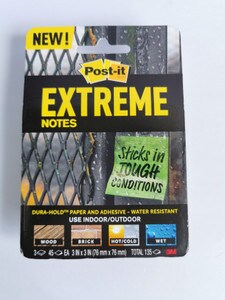 NEW!
Post-it
EXTREME
NOTES
Sticks in
TOUGH
CONDITIONS
DURA-HOLD™ PAPER AND ADHESIVE - WATER RESISTANT
USE INDOOR/OUTDOOR
WOOD BRICK HOT/COLD WET
3 45 EA 3 IN x 3 IN (76 mm x 76 mm) TOTAL 135 3M